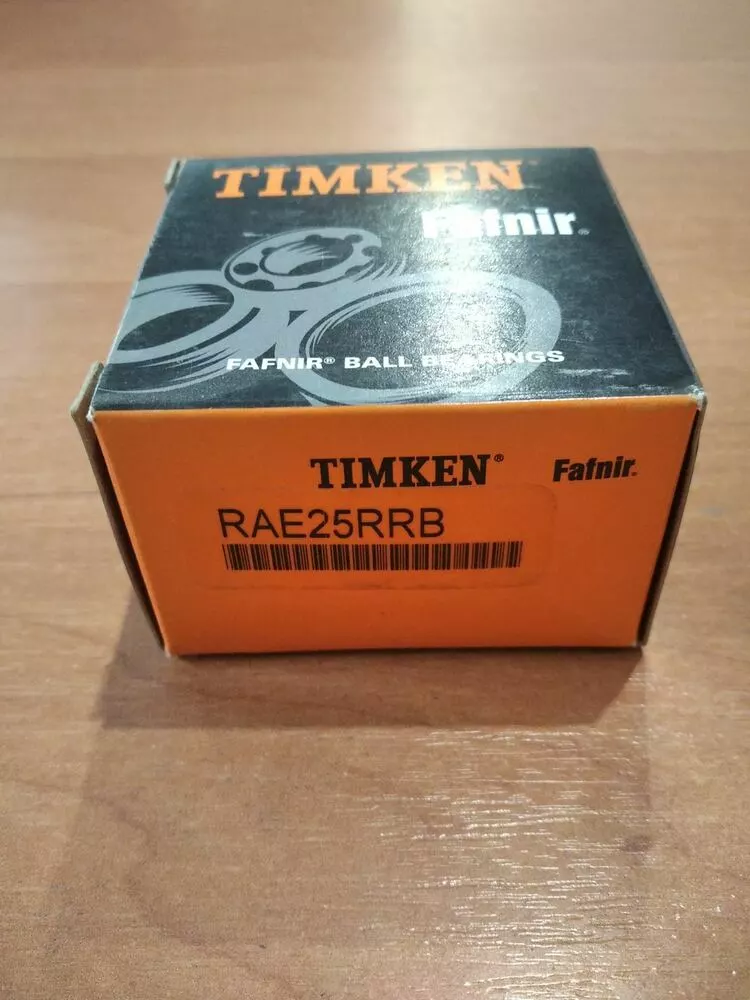 TIMKEN
Fafnir®
FAFNIR® BALL BEARINGS
TIMKEN® Fafnir®
RAE25RRB